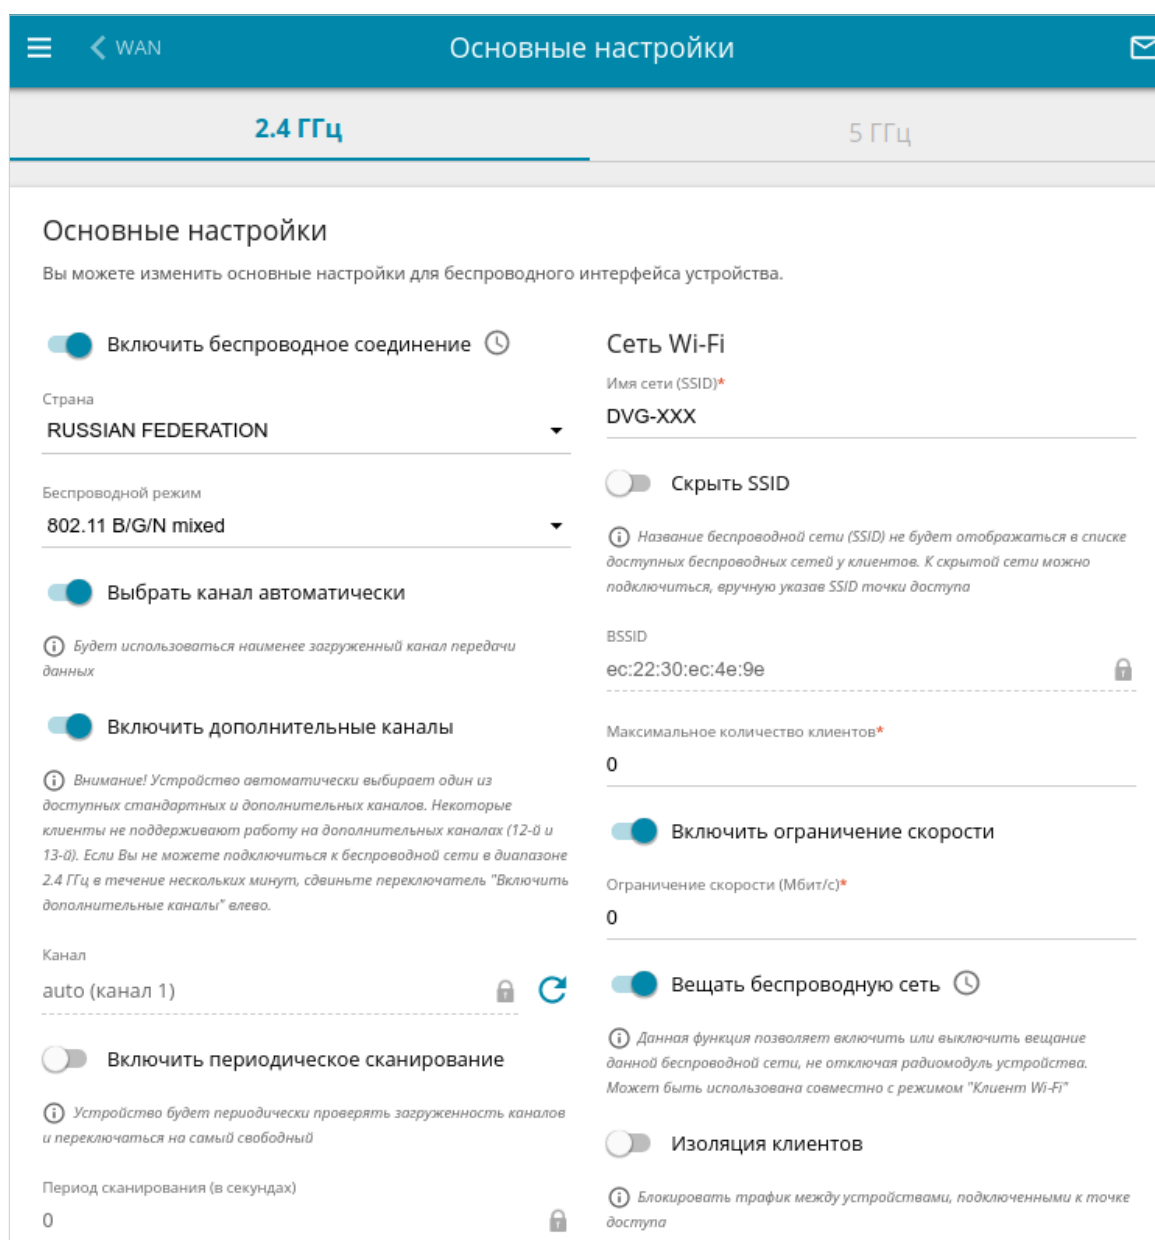 WAN
Основные настройки
2.4 ГГц
5 ГГц
Основные настройки
Вы можете изменить основные настройки для беспроводного интерфейса устройства.
Включить беспроводное соединение
Страна
RUSSIAN FEDERATION
Беспроводной режим
802.11 B/G/N mixed
Выбрать канал автоматически
Будет использоваться наименее загруженный канал передачи
данных
Включить дополнительные каналы
Внимание! Устройство автоматически выбирает один из
доступных стандартных и дополнительных каналов. Некоторые
клиенты не поддерживают работу на дополнительных каналах (12-й и
13-й). Если Вы не можете подключиться к беспроводной сети в диапазоне
2.4 ГГц в течение нескольких минут, сдвиньте переключатель "Включить
дополнительные каналы" влево.
Канал
auto (канал 1)
Включить периодическое сканирование
Устройство будет периодически проверять загруженность каналов
и переключаться на самый свободный
Период сканирования (в секундах)
0
Сеть Wi-Fi
Имя сети (SSID)*
DVG-XXX
Скрыть SSID
Название беспроводной сети (SSID) не будет отображаться в списке
доступных беспроводных сетей у клиентов. К скрытой сети можно
подключиться, вручную указав SSID точки доступа
BSSID
ec:22:30:ec:4e:9e
Максимальное количество клиентов*
0
Включить ограничение скорости
Ограничение скорости (Мбит/с)*
0
Вещать беспроводную сеть
Данная функция позволяет включить или выключить вещание
данной беспроводной сети, не отключая радиомодуль устройства.
Может быть использована совместно с режимом "Клиент Wi-Fi"
Изоляция клиентов
Блокировать трафик между устройствами, подключенными к точке
доступа